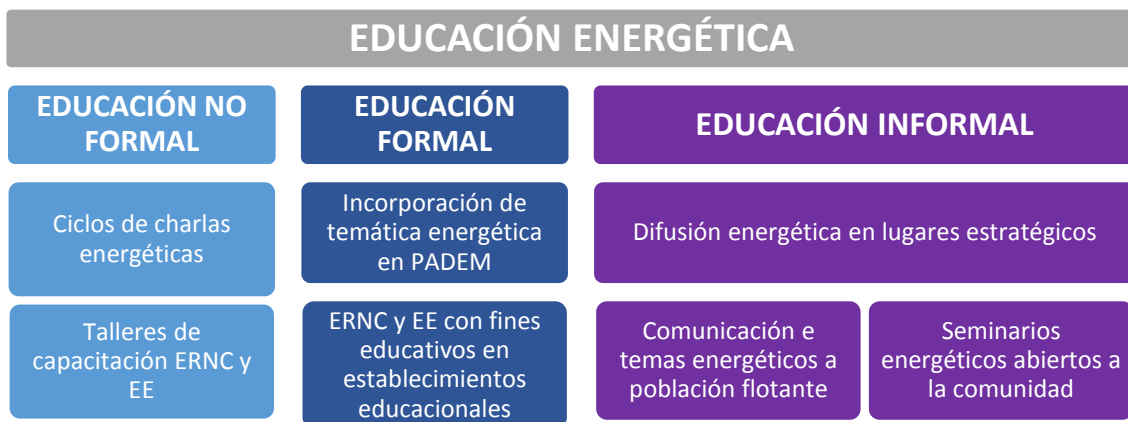 EDUCACIÓN ENERGÉTICA
EDUCACIÓN NO
FORMAL
Ciclos de charlas
energéticas
Talleres de
capacitación ERNC y
EE
EDUCACIÓN
FORMAL
Incorporación de
temática energética
en PADEM
ERNC y EE con fines
educativos en
establecimientos
educacionales
EDUCACIÓN INFORMAL
Difusión energética en lugares estratégicos
Comunicación e
temas energéticos a
población flotante
Seminarios
energéticos abiertos a
la comunidad